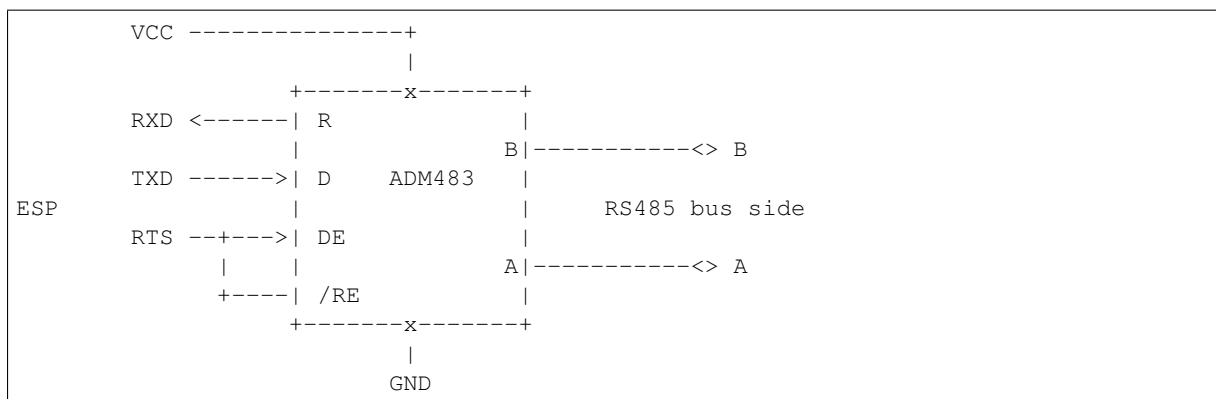 VCC ---------------+
|
+-------x-------+
RXD <------| R |
| B|-----------<> B
TXD ------>| D ADM483 |
ESP | | RS485 bus side
RTS --+--->| DE |
| | A|-----------<> A
+----| /RE |
+-------x-------+
|
GND